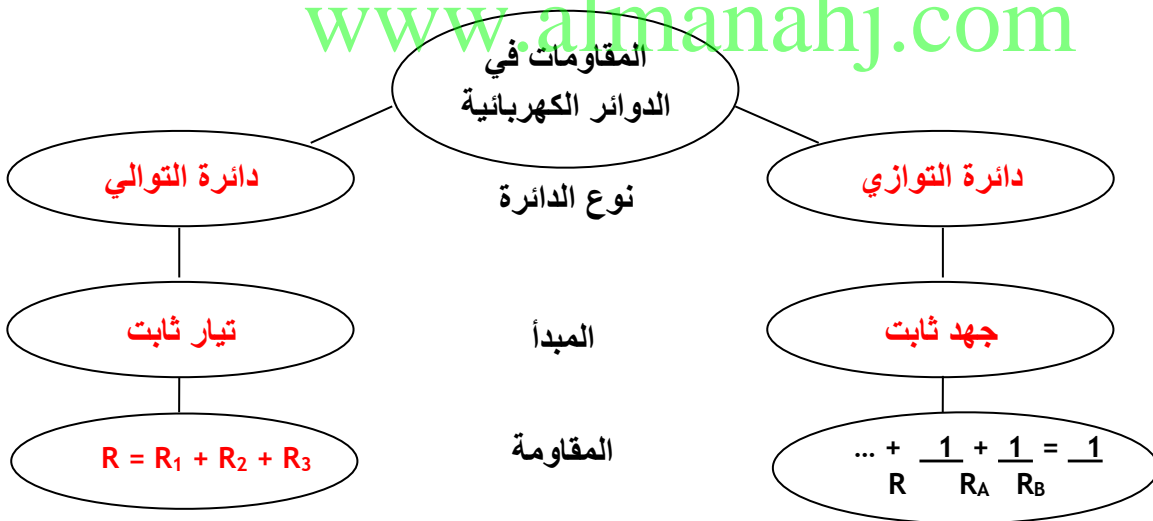 www.almanahj.com
المقاومات في
الدوائر الكهربائية
دائرة التوازي
نوع الدائرة
دائرة التوالي
جهد ثابت
المبدأ
تيار ثابت
... + 1 + 1 = 1
R R_A R_B
المقاومة
R = R₁ + R₂ + R₃